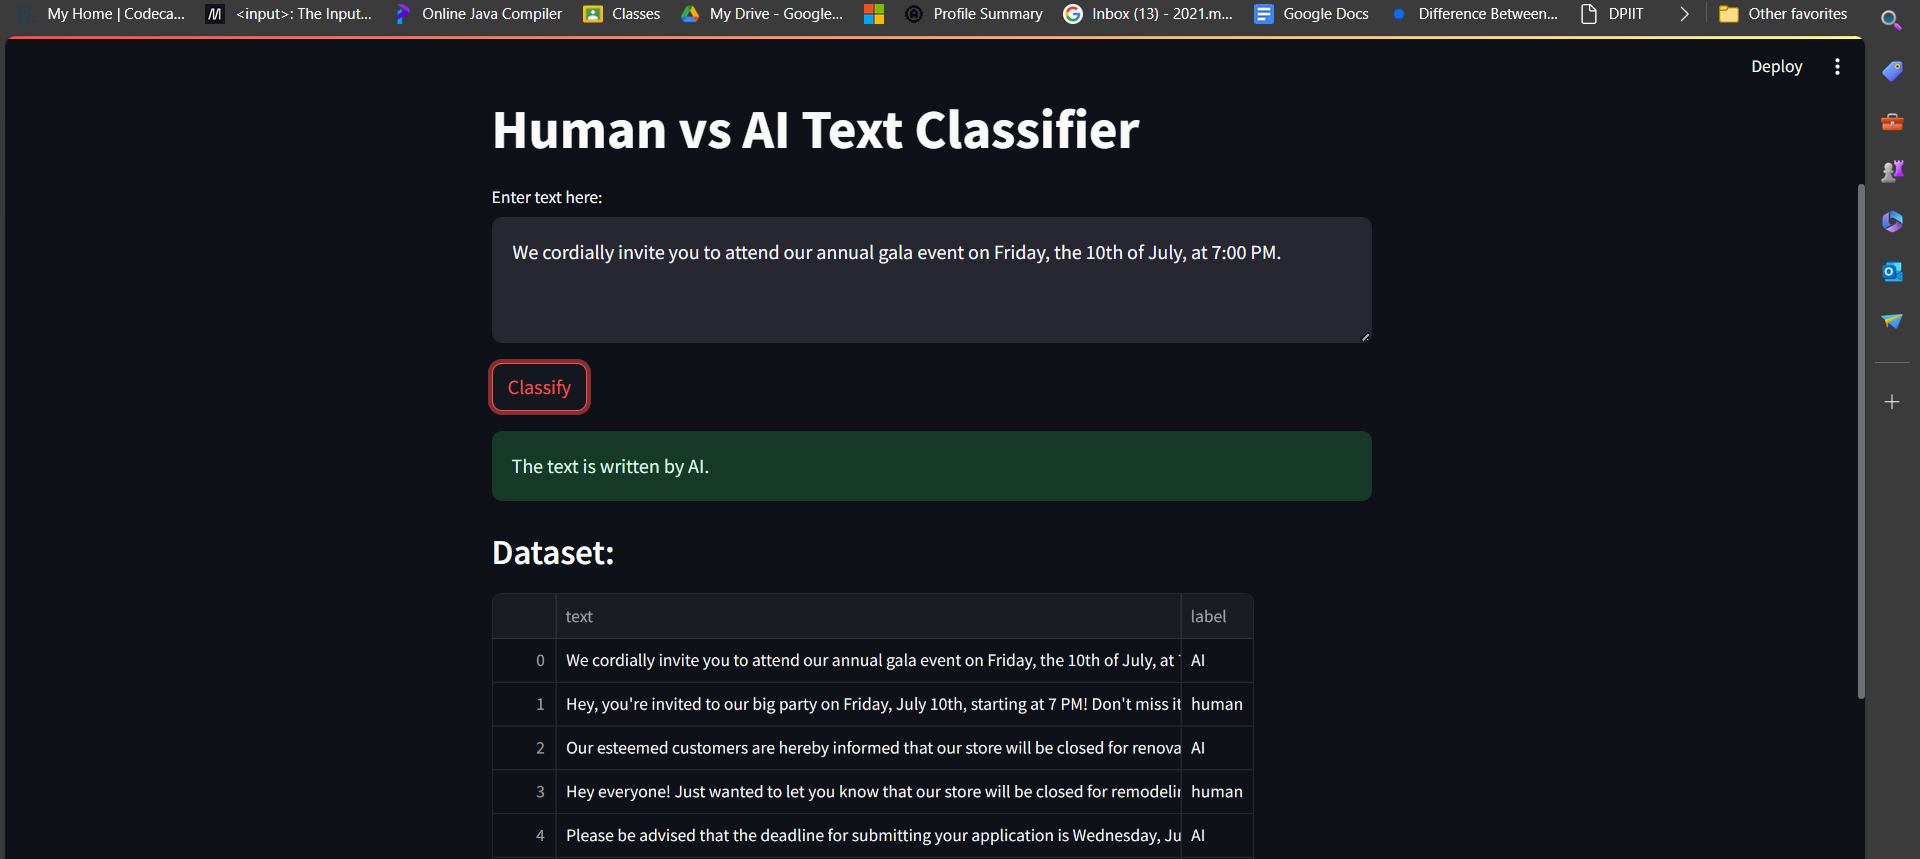 My Home | Codeca... <input>: The Input... Online Java Compiler Classes My Drive - Google... Profile Summary Inbox (13) - 2021.m... Google Docs Difference Between... DPIIT Other favorites
Deploy
Human vs AI Text Classifier
Enter text here:
We cordially invite you to attend our annual gala event on Friday, the 10th of July, at 7:00 PM.
Classify
The text is written by AI.
Dataset:
text label
0 We cordially invite you to attend our annual gala event on Friday, the 10th of July, at AI
1 Hey, you're invited to our big party on Friday, July 10th, starting at 7 PM! Don't miss it human
2 Our esteemed customers are hereby informed that our store will be closed for renova AI
3 Hey everyone! Just wanted to let you know that our store will be closed for remodelin human
4 Please be advised that the deadline for submitting your application is Wednesday, Ju AI